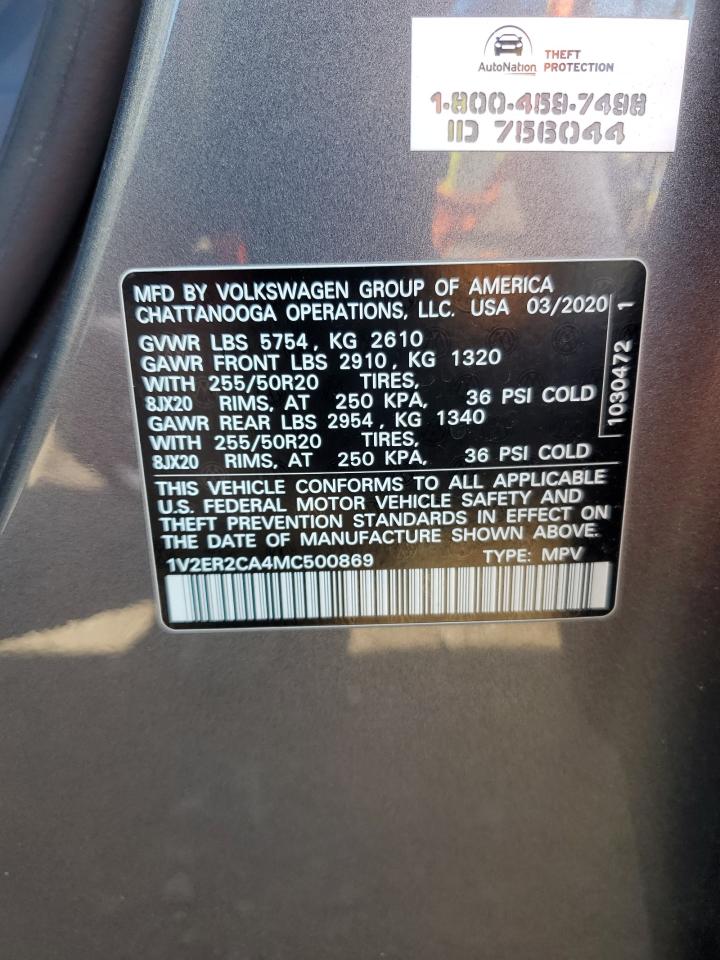 AutoNation THEFT PROTECTION
1-800-459-7498
ID 756044
MFD BY VOLKSWAGEN GROUP OF AMERICA
CHATTANOOGA OPERATIONS, LLC. USA 03/2020
GVWR LBS 5754, KG 2610
GAWR FRONT LBS 2910, KG 1320
WITH 255/50R20 TIRES,
8JX20 RIMS, AT 250 KPA, 36 PSI COLD
GAWR REAR LBS 2954, KG 1340
WITH 255/50R20 TIRES,
8JX20 RIMS, AT 250 KPA, 36 PSI COLD
1030472 1
THIS VEHICLE CONFORMS TO ALL APPLICABLE
U.S. FEDERAL MOTOR VEHICLE SAFETY AND
THEFT PREVENTION STANDARDS IN EFFECT ON
THE DATE OF MANUFACTURE SHOWN ABOVE.
1V2ER2CA4MC500869 TYPE: MPV